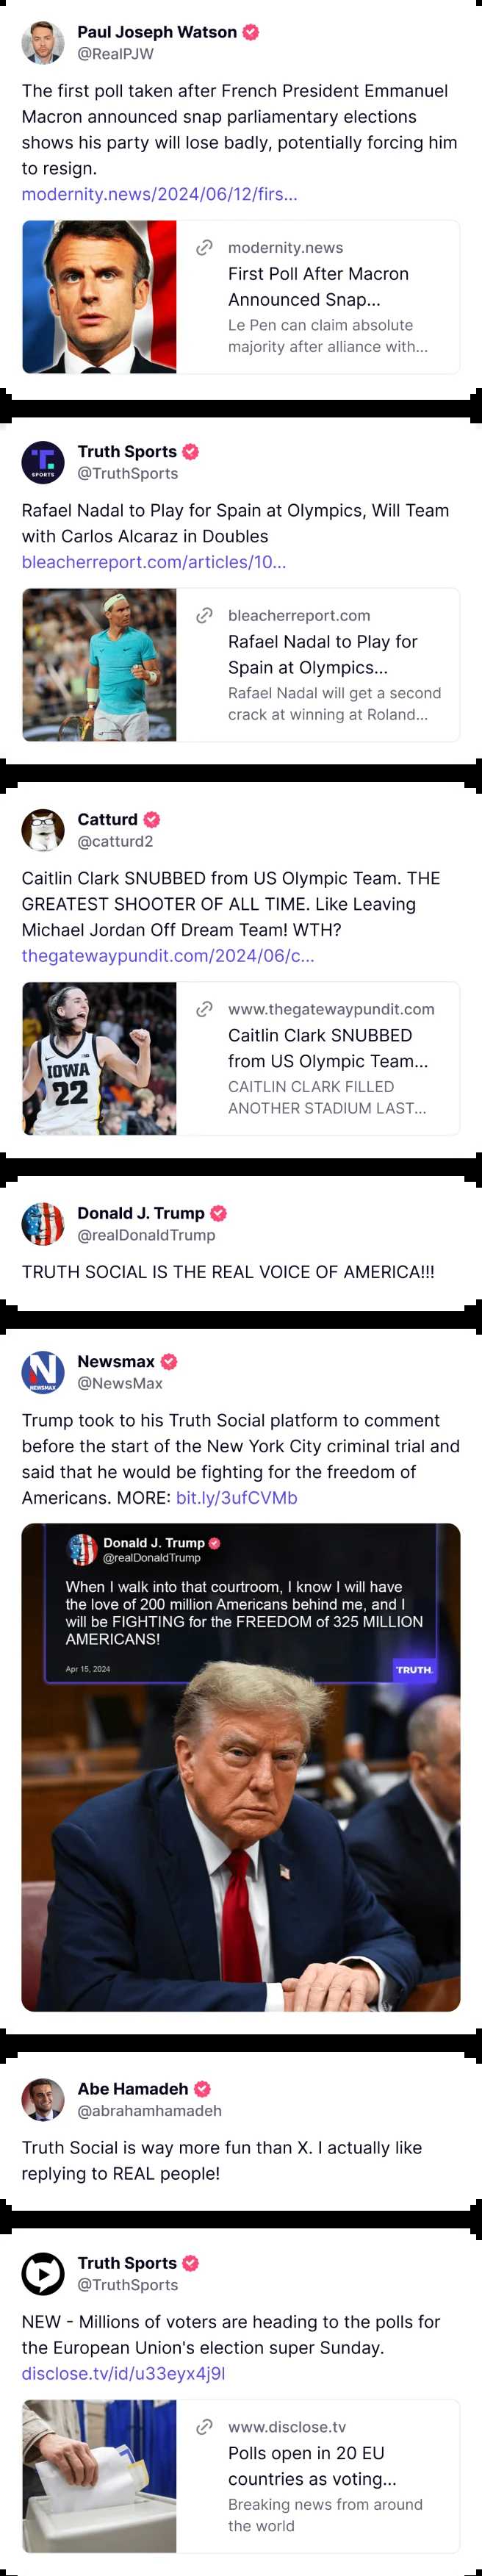 Paul Joseph Watson
@RealPJW
The first poll taken after French President Emmanuel
Macron announced snap parliamentary elections
shows his party will lose badly, potentially forcing him
to resign.
modernity.news/2024/06/12/firs...
modernity.news
First Poll After Macron
Announced Snap...
Le Pen can claim absolute
majority after alliance with...
T.
SPORTS
Truth Sports
@TruthSports
Rafael Nadal to Play for Spain at Olympics, Will Team
with Carlos Alcaraz in Doubles
bleacherreport.com/articles/10...
bleacherreport.com
Rafael Nadal to Play for
Spain at Olympics...
Rafael Nadal will get a second
crack at winning at Roland...
Catturd
@catturd2
Caitlin Clark SNUBBED from US Olympic Team. THE
GREATEST SHOOTER OF ALL TIME. Like Leaving
Michael Jordan Off Dream Team! WTH?
thegatewaypundit.com/2024/06/c...
IOWA
22
www.thegatewaypundit.com
Caitlin Clark SNUBBED
from US Olympic Team...
CAITLIN CLARK FILLED
ANOTHER STADIUM LAST...
Donald J. Trump
@realDonaldTrump
TRUTH SOCIAL IS THE REAL VOICE OF AMERICA!!!
N
NEWSMAX
Newsmax
@NewsMax
Trump took to his Truth Social platform to comment
before the start of the New York City criminal trial and
said that he would be fighting for the freedom of
Americans. MORE: bit.ly/3ufCVMb
Donald J. Trump
@realDonaldTrump
When I walk into that courtroom, I know I will have
the love of 200 million Americans behind me, and I
will be FIGHTING for the FREEDOM of 325 MILLION
AMERICANS!
Apr 15, 2024
TRUTH.
Abe Hamadeh
@abrahamhamadeh
Truth Social is way more fun than X. I actually like
replying to REAL people!
Truth Sports
@TruthSports
NEW - Millions of voters are heading to the polls for
the European Union's election super Sunday.
disclose.tv/id/u33eyx4j9l
www.disclose.tv
Polls open in 20 EU
countries as voting...
Breaking news from around
the world